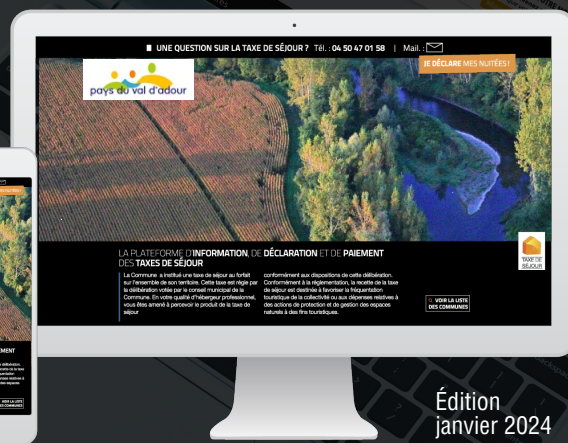 UNE QUESTION SUR LA TAXE DE SÉJOUR ? Tél. : 04 50 47 01 58 | Mail. :
JE DÉCLARE MES NUITÉES !
pays du val d'adour
LA PLATEFORME D'INFORMATION, DE DÉCLARATION ET DE PAIEMENT
DES TAXES DE SÉJOUR
La Commune a institué une taxe de séjour au forfait
sur l'ensemble de son territoire. Cette taxe est régie par
la délibération votée par le conseil municipal de la
Commune. En votre qualité d'hébergeur professionnel,
vous êtes amené à percevoir le produit de la taxe de
séjour
conformément aux dispositions de cette délibération.
Conformément à la réglementation, la recette de la taxe
de séjour est destinée à favoriser la fréquentation
touristique de la collectivité ou aux dépenses relatives à
des actions de protection et de gestion des espaces
naturels à des fins touristiques.
TAXE DE
SÉJOUR
VOIR LA LISTE
DES COMMUNES
Édition
janvier 2024